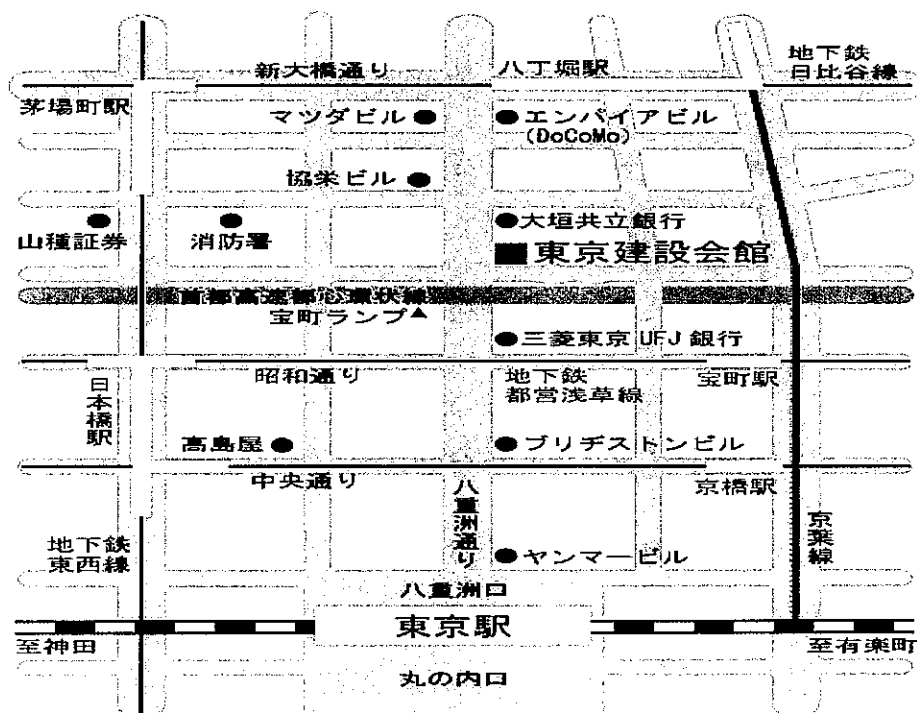 地下鉄
日比谷線
新大橋通り
八丁堀駅
茅場町駅
マツダビル
エンパイアビル
(DoCoMo)
協栄ビル
山種証券
消防署
大垣共立銀行
東京建設会館
首都高速都心環状線
宝町ランプ
三菱東京UFJ銀行
昭和通り
地下鉄
都営浅草線
宝町駅
日本橋駅
高島屋
ブリヂストンビル
中央通り
京橋駅
八重洲通り
京葉線
地下鉄
東西線
ヤンマービル
八重洲口
東京駅
至神田
至有楽町
丸の内口